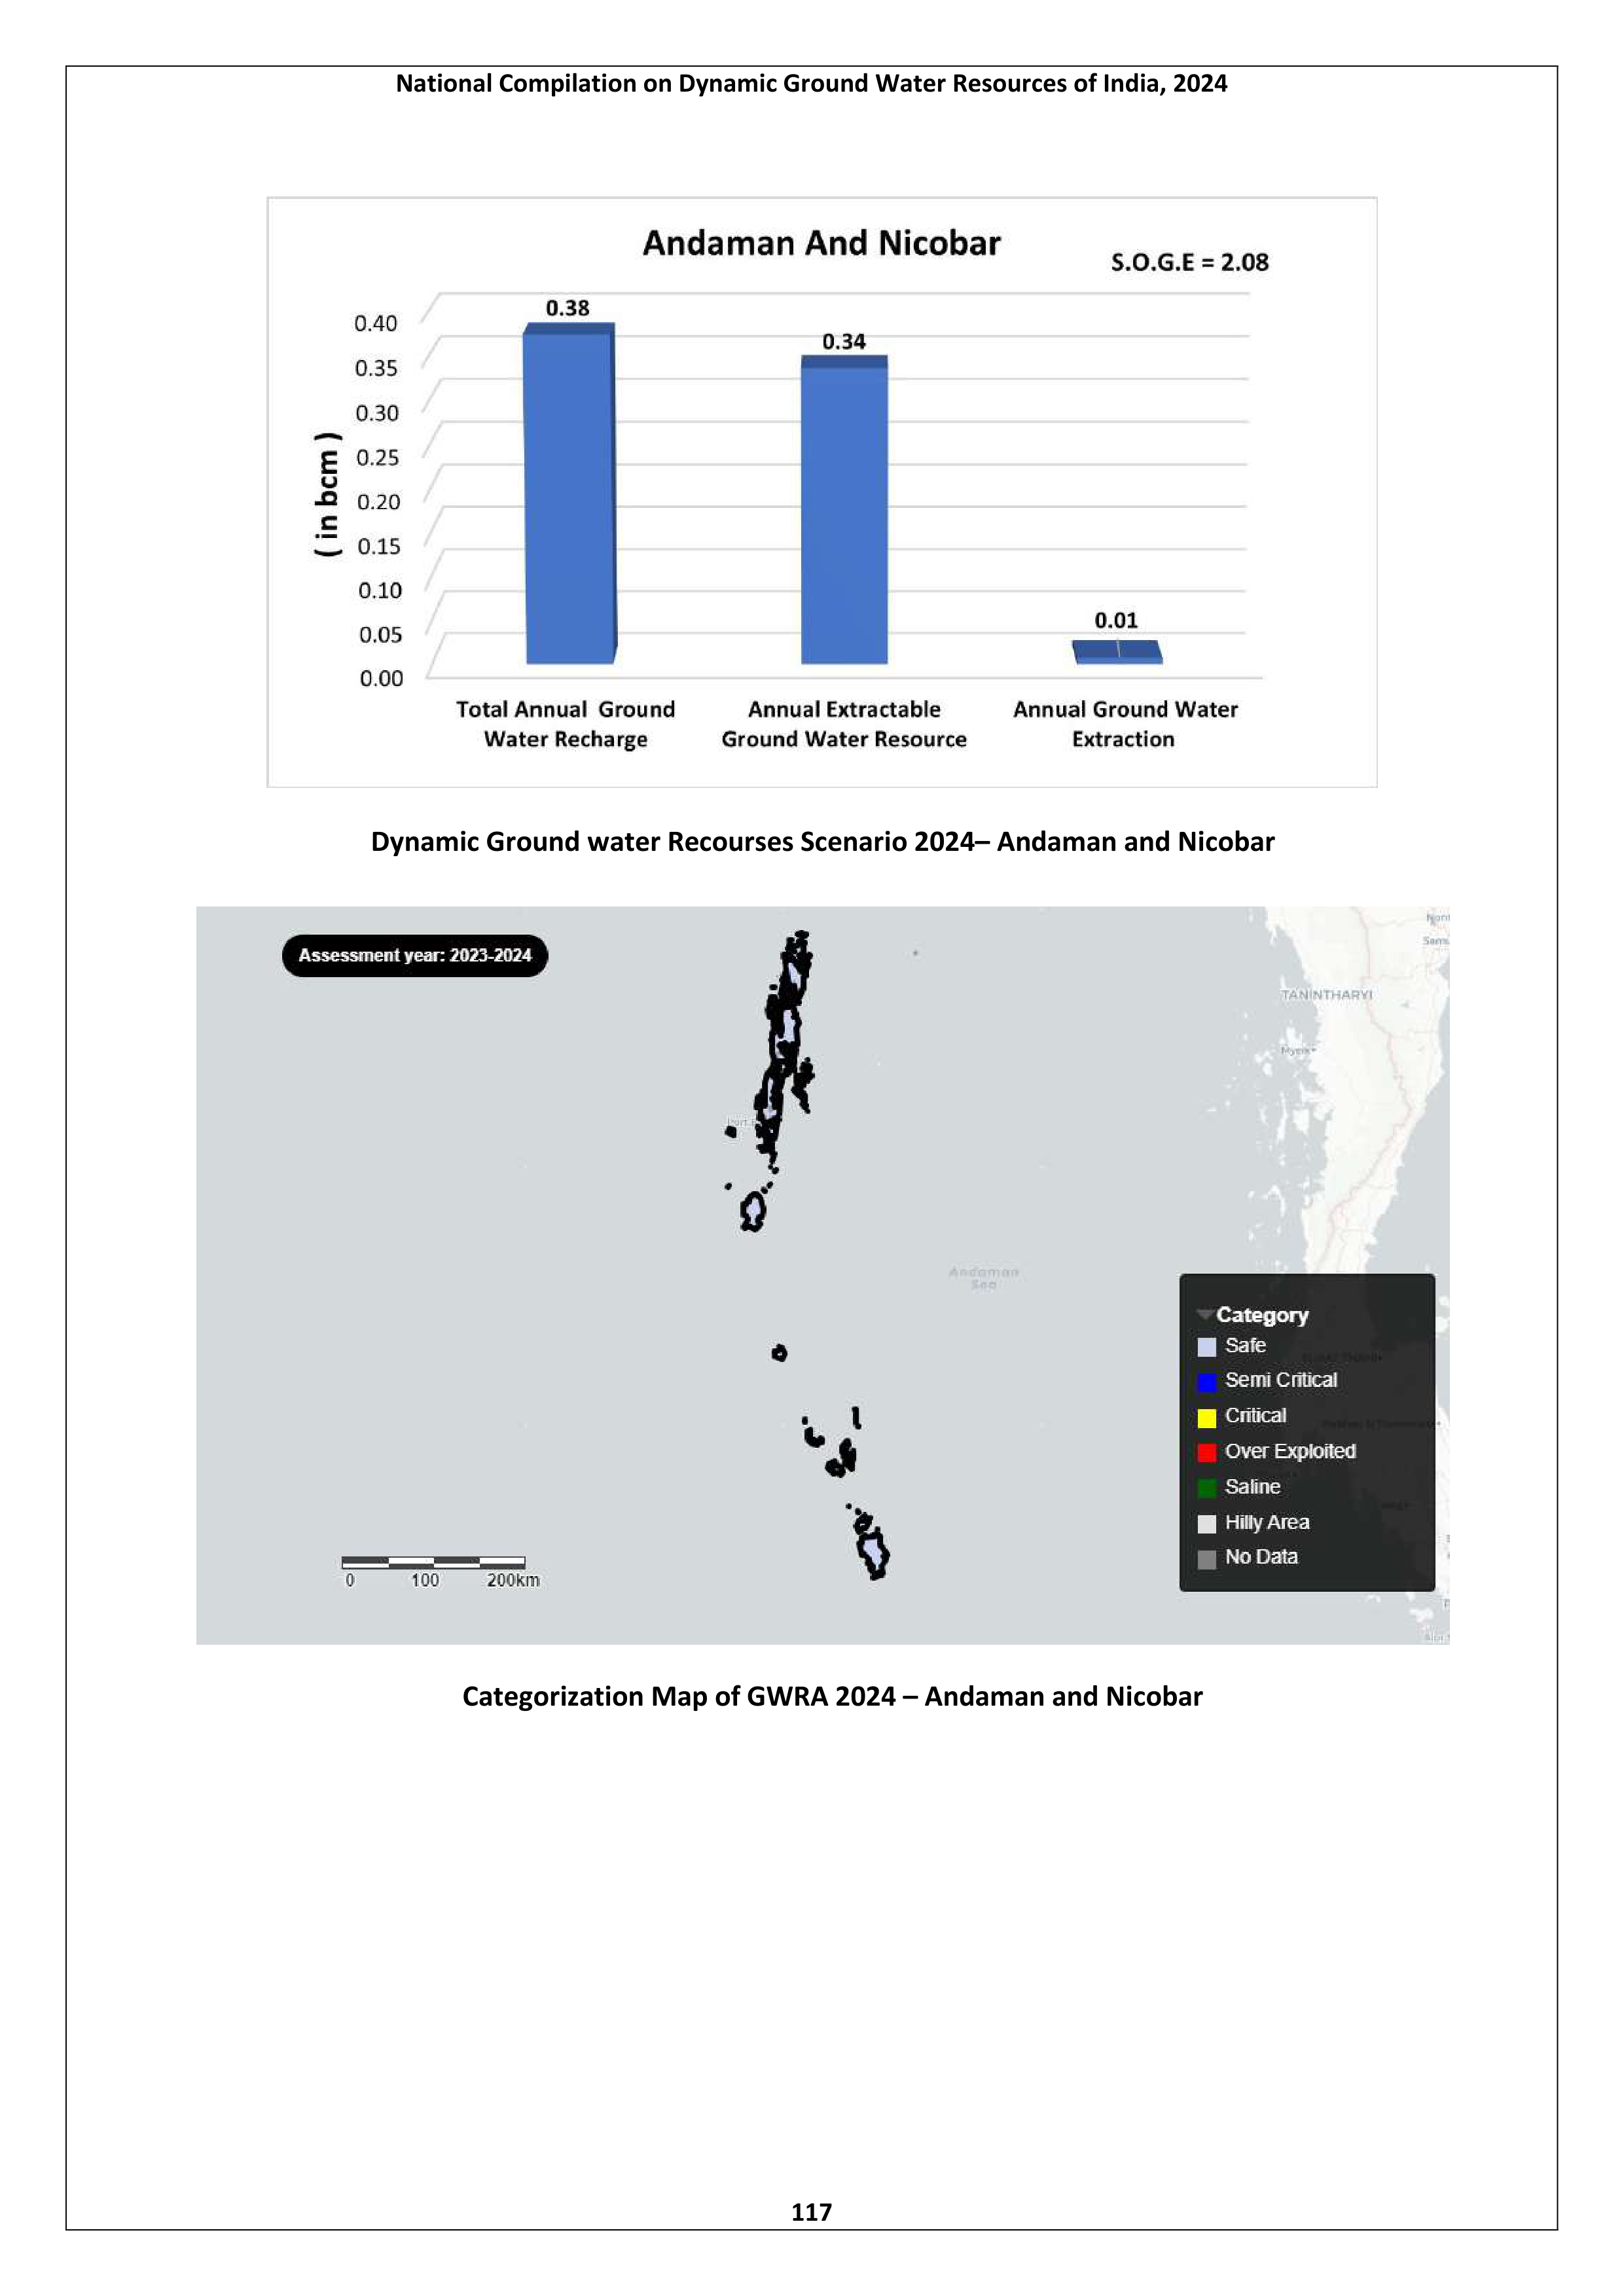 National Compilation on Dynamic Ground Water Resources of India, 2024
Andaman And Nicobar
S.O.G.E = 2.08
( in bcm )
0.40
0.35
0.30
0.25
0.20
0.15
0.10
0.05
0.00
0.38
0.34
0.01
Total Annual Ground
Water Recharge
Annual Extractable
Ground Water Resource
Annual Ground Water
Extraction
Dynamic Ground water Recourses Scenario 2024– Andaman and Nicobar
Assessment year: 2023-2024
TANINTHARYI
Andaman
Sea
Category
Safe
Semi Critical
Critical
Over Exploited
Saline
Hilly Area
No Data
0 100 200km
Categorization Map of GWRA 2024 – Andaman and Nicobar
117